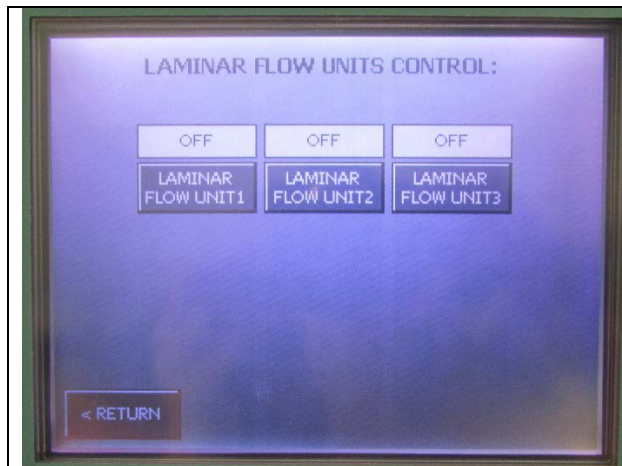 LAMINAR FLOW UNITS CONTROL:
OFF OFF OFF
LAMINAR LAMINAR LAMINAR
FLOW UNIT1 FLOW UNIT2 FLOW UNIT3
< RETURN